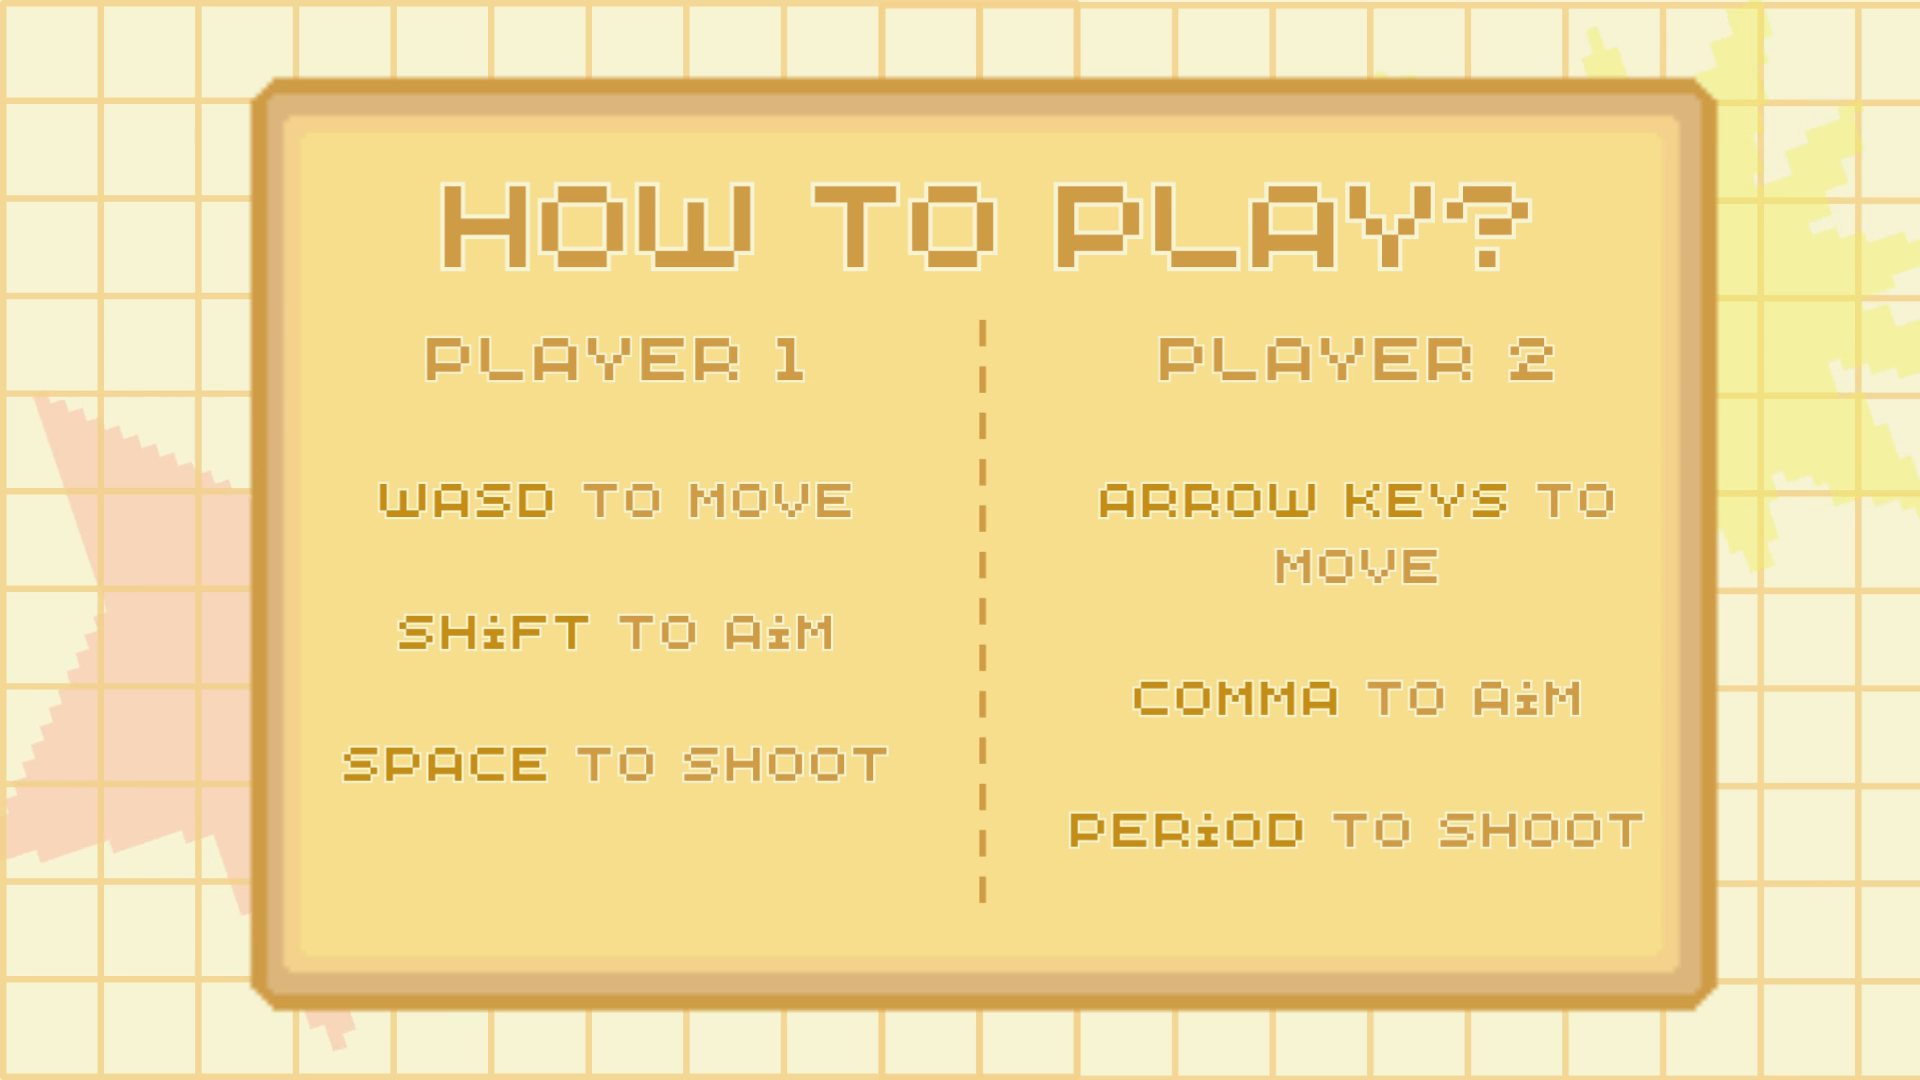 HOW TO PLAY?
PLAYER 1
WASD TO MOVE
SHiFT TO AiM
SPACE TO SHOOT
PLAYER 2
ARROW KEYS TO
MOVE
COMMA TO AiM
PERiOD TO SHOOT